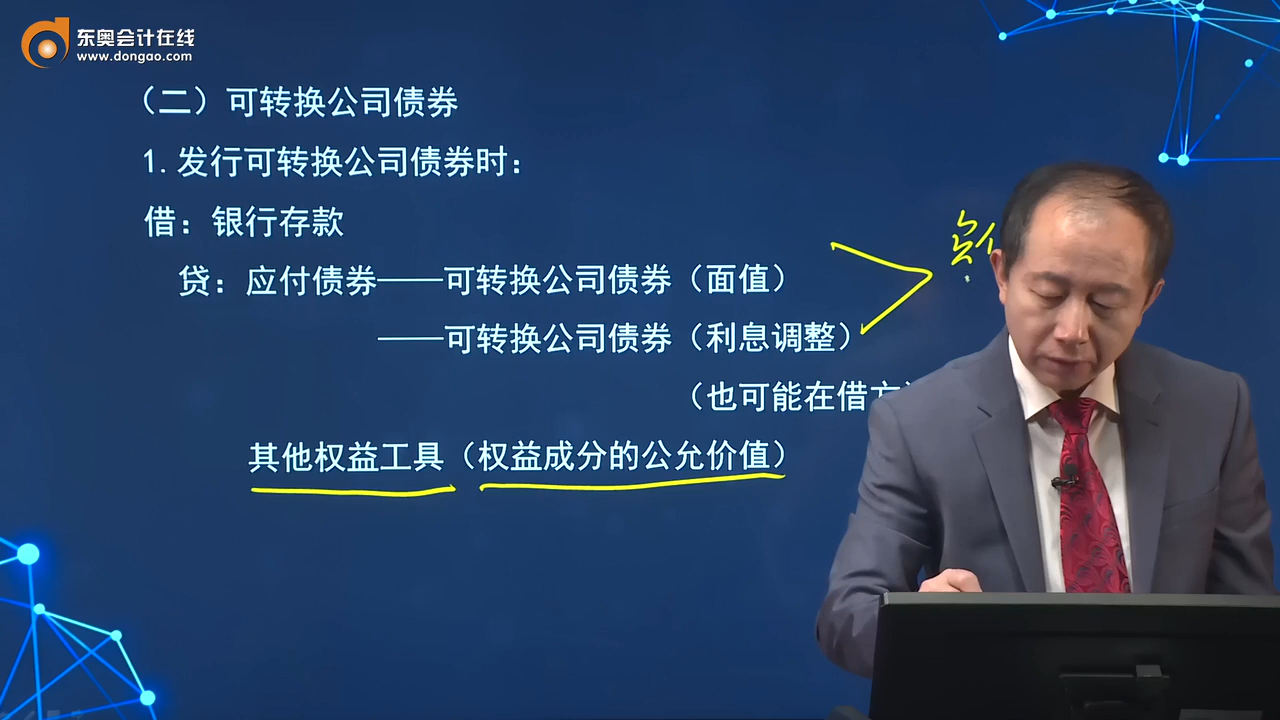 东奥会计在线
www.dongao.com
（二）可转换公司债券
1.发行可转换公司债券时：
借：银行存款
贷：应付债券——可转换公司债券（面值）
——可转换公司债券（利息调整）
（也可能在借方
其他权益工具（权益成分的公允价值）